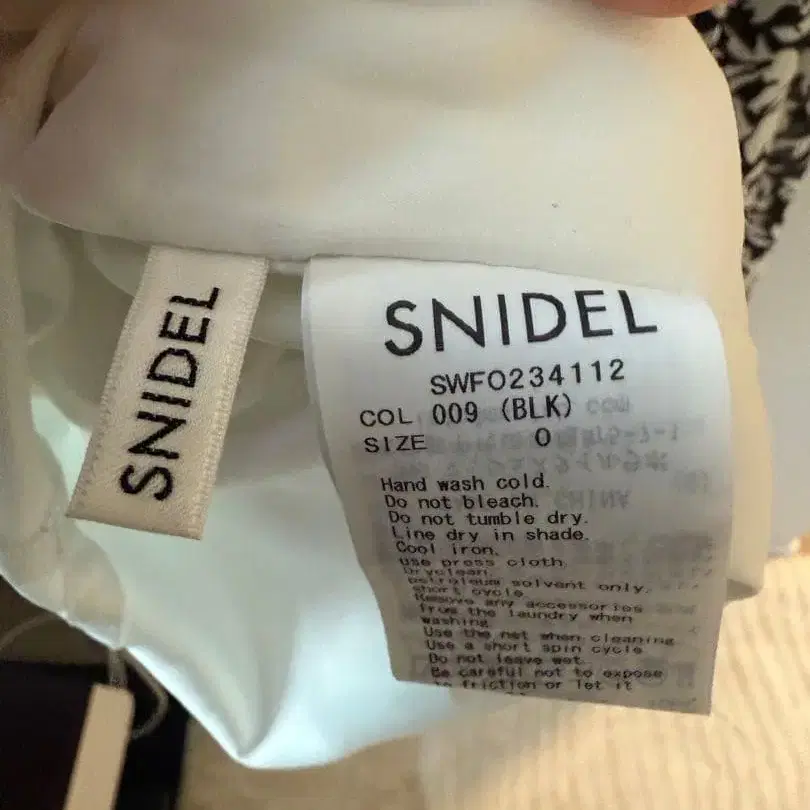 SNIDEL
SNIDEL
SWFO234112
COL 009 (BLK)
SIZE 0
Hand wash cold.
Do not bleach.
Do not tumble dry.
Line dry in shade.
Cool iron.
use press cloth
Dryclean.
petroleum solvent only.
short cycle
Remove any accessories
from the laundry when
washing
Use the net when cleaning
Use a short spin cycle
Do not leave wet.
Be careful not to expose
to friction or let it